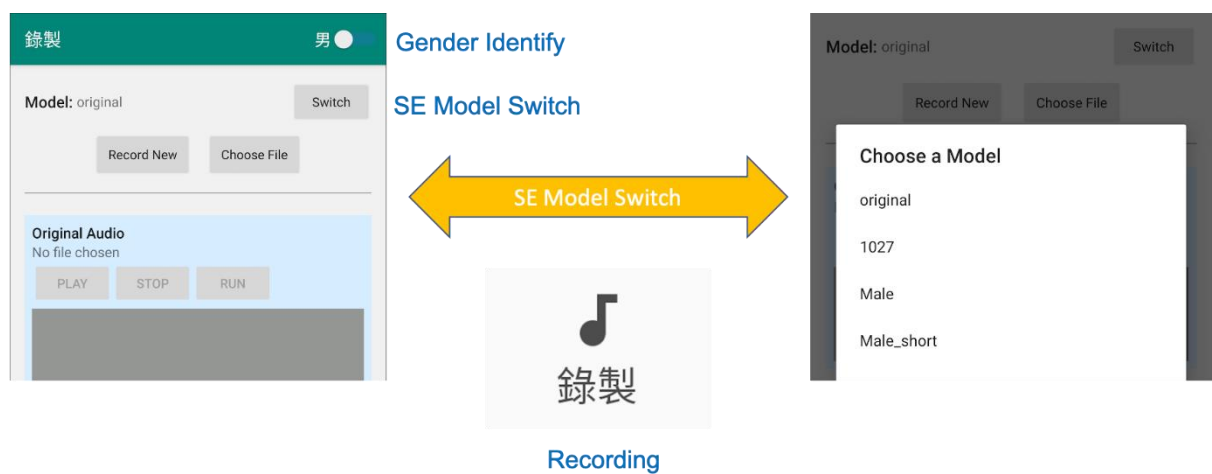 錄製
男
Gender Identify
Model: original
Switch
SE Model Switch
Record New
Choose File
Original Audio
No file chosen
PLAY
STOP
RUN
SE Model Switch
錄製
Recording
Model: original
Switch
Record New
Choose File
Choose a Model
original
1027
Male
Male_short